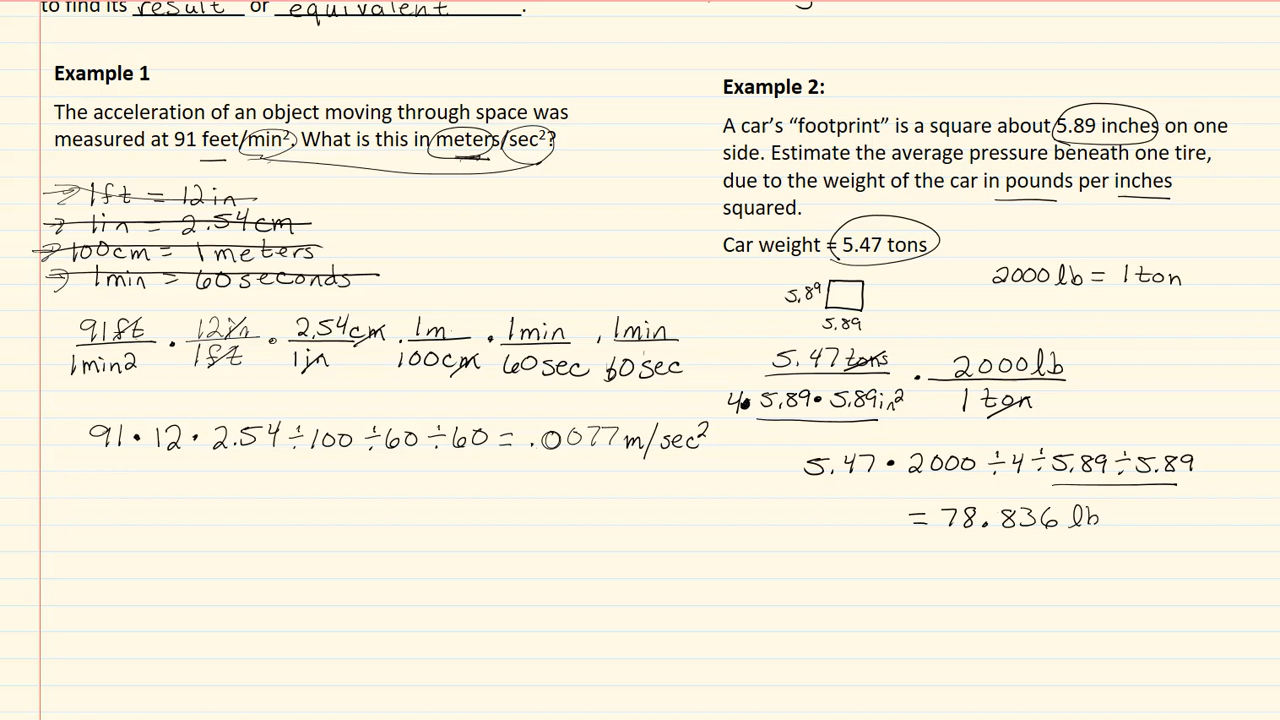 to find its result or equivalent.
Example 1
The acceleration of an object moving through space was
measured at 91 feet/min². What is this in meters/sec²?
→ 1ft = 12in
→ 1in = 2.54cm
→ 100cm = 1meters
→ 1min = 60seconds
91ft/1min2 · 12in/1ft · 2.54cm/1in · 1m/100cm · 1min/60sec · 1min/60sec
91 · 12 · 2.54 ÷ 100 ÷ 60 ÷ 60 = .0077 m/sec²
Example 2:
A car's “footprint” is a square about 5.89 inches on one
side. Estimate the average pressure beneath one tire,
due to the weight of the car in pounds per inches
squared.
Car weight = 5.47 tons
2000 lb = 1 ton
5.89
5.89
5.47 tons/4 · 5.89 · 5.89in² · 2000lb/1 ton
5.47 · 2000 ÷ 4 ÷ 5.89 ÷ 5.89
= 78.836 lb